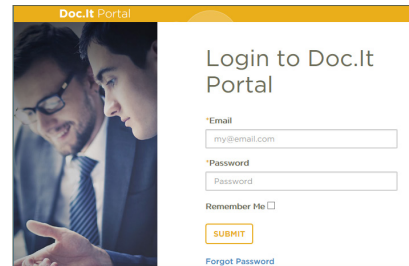 Doc.It Portal
Login to Doc.It
Portal
*Email
my@email.com
*Password
Password
Remember Me
SUBMIT
Forgot Password